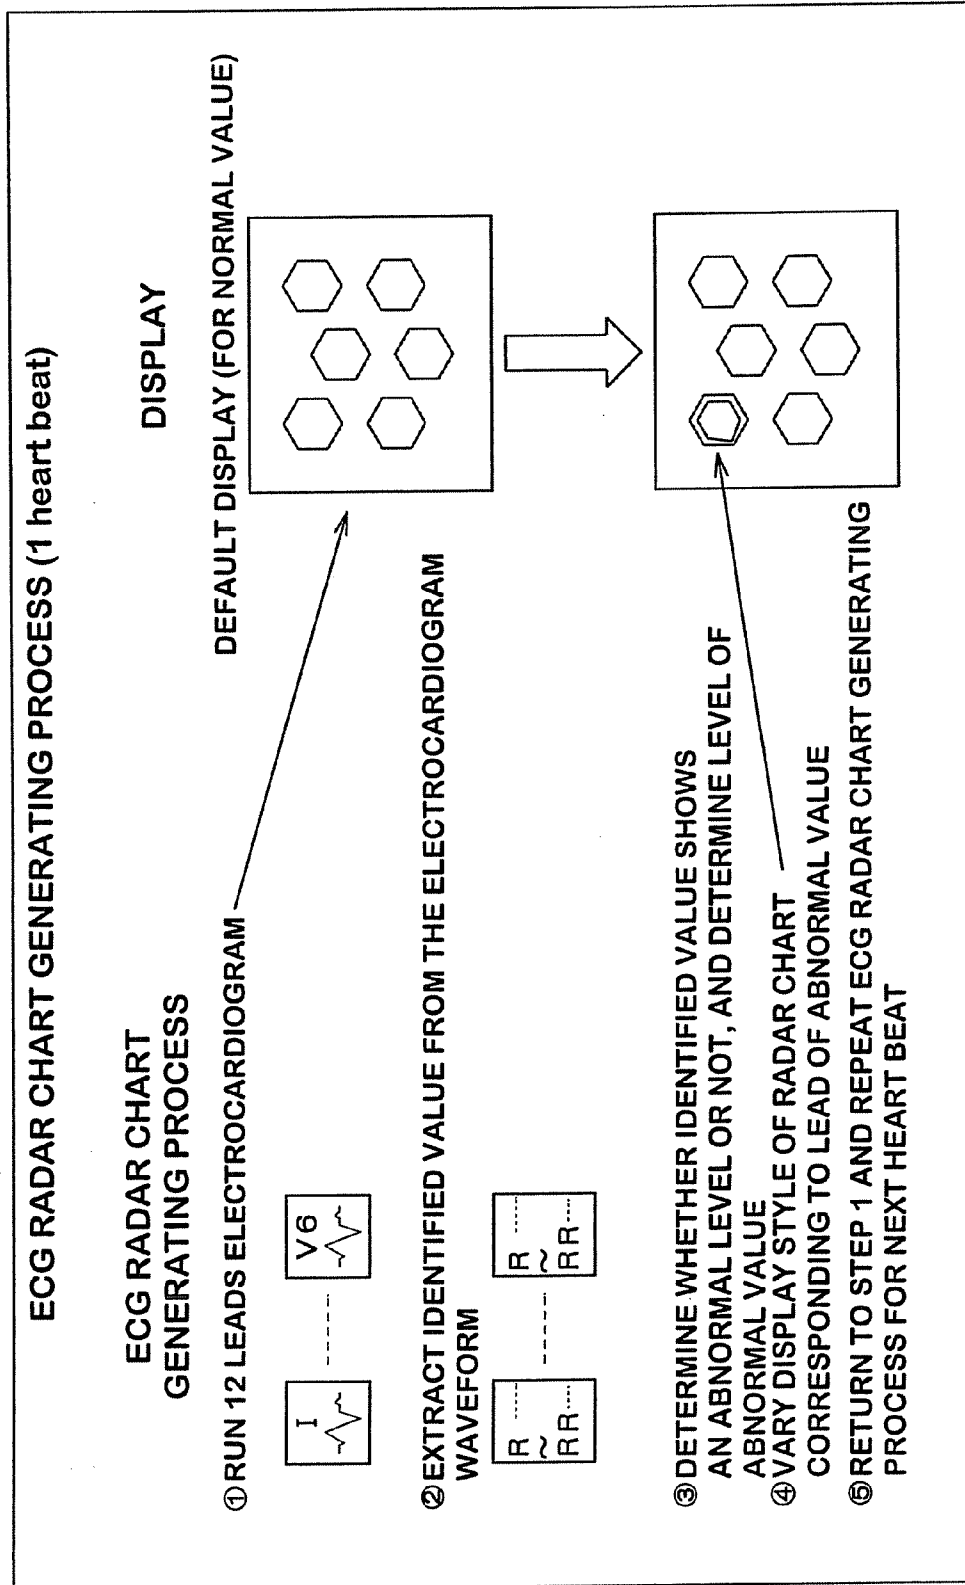 ECG RADAR CHART GENERATING PROCESS (1 heart beat)
ECG RADAR CHART
GENERATING PROCESS
DISPLAY
①RUN 12 LEADS ELECTROCARDIOGRAM
DEFAULT DISPLAY (FOR NORMAL VALUE)
I
V6
②EXTRACT IDENTIFIED VALUE FROM THE ELECTROCARDIOGRAM
WAVEFORM
R ----
~
RR----
R ----
~
RR----
③DETERMINE WHETHER IDENTIFIED VALUE SHOWS
AN ABNORMAL LEVEL OR NOT, AND DETERMINE LEVEL OF
ABNORMAL VALUE
④VARY DISPLAY STYLE OF RADAR CHART
CORRESPONDING TO LEAD OF ABNORMAL VALUE
⑤RETURN TO STEP 1 AND REPEAT ECG RADAR CHART GENERATING
PROCESS FOR NEXT HEART BEAT